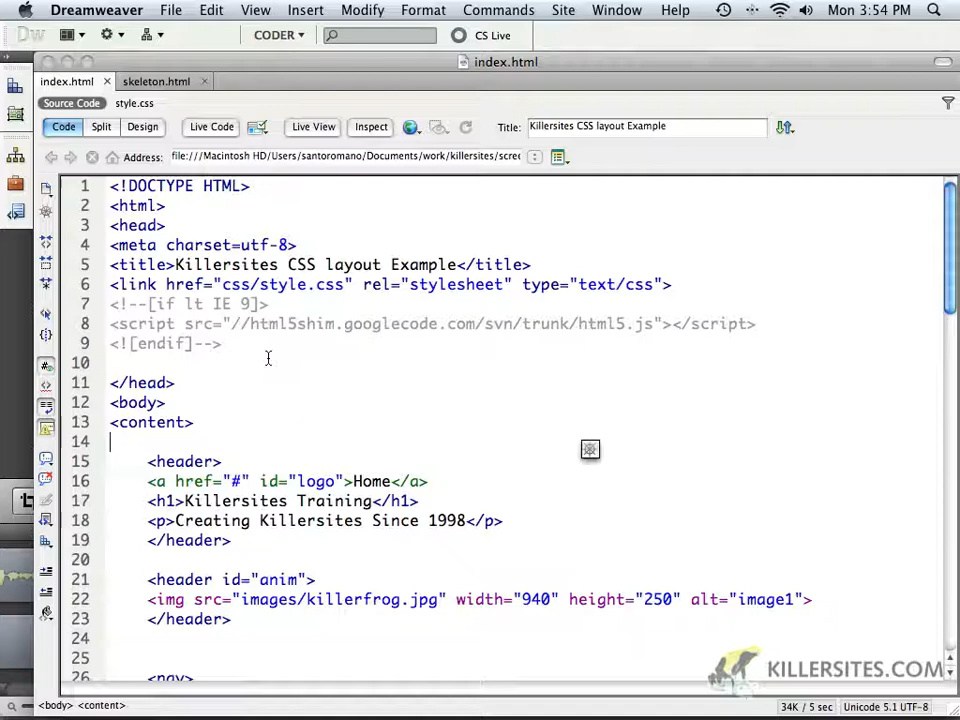 Dreamweaver File Edit View Insert Modify Format Commands Site Window Help Mon 3:54 PM
Dw CODER CS Live
index.html
index.html skeleton.html
Source Code style.css
Code Split Design Live Code Live View Inspect Title: Killersites CSS layout Example
Address: file:///Macintosh HD/Users/santoromano/Documents/work/killersites/scree
1 <!DOCTYPE HTML>
2 <html>
3 <head>
4 <meta charset=utf-8>
5 <title>Killersites CSS layout Example</title>
6 <link href="css/style.css" rel="stylesheet" type="text/css">
7 <!--[if lt IE 9]>
8 <script src="//html5shim.googlecode.com/svn/trunk/html5.js"></script>
9 <![endif]-->
10
11 </head>
12 <body>
13 <content>
14
15 <header>
16 <a href="#" id="logo">Home</a>
17 <h1>Killersites Training</h1>
18 <p>Creating Killersites Since 1998</p>
19 </header>
20
21 <header id="anim">
22 <img src="images/killerfrog.jpg" width="940" height="250" alt="image1">
23 </header>
24
25
26 <nav>
KILLERSITES.COM
<body> <content> 34K / 5 sec Unicode 5.1 UTF-8